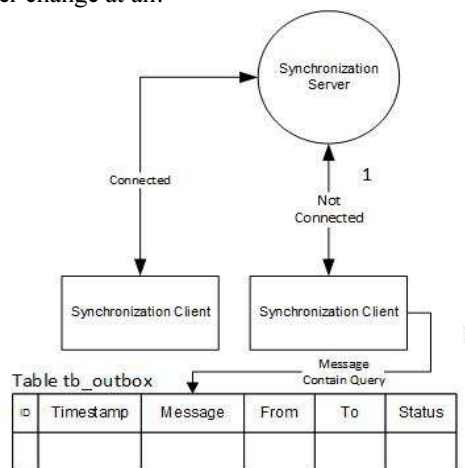 Synchronization
Server
Connected
1
Not
Connected
Synchronization Client
Synchronization Client
Message
Contain Query
Table tb_outbox
ID Timestamp Message From To Status